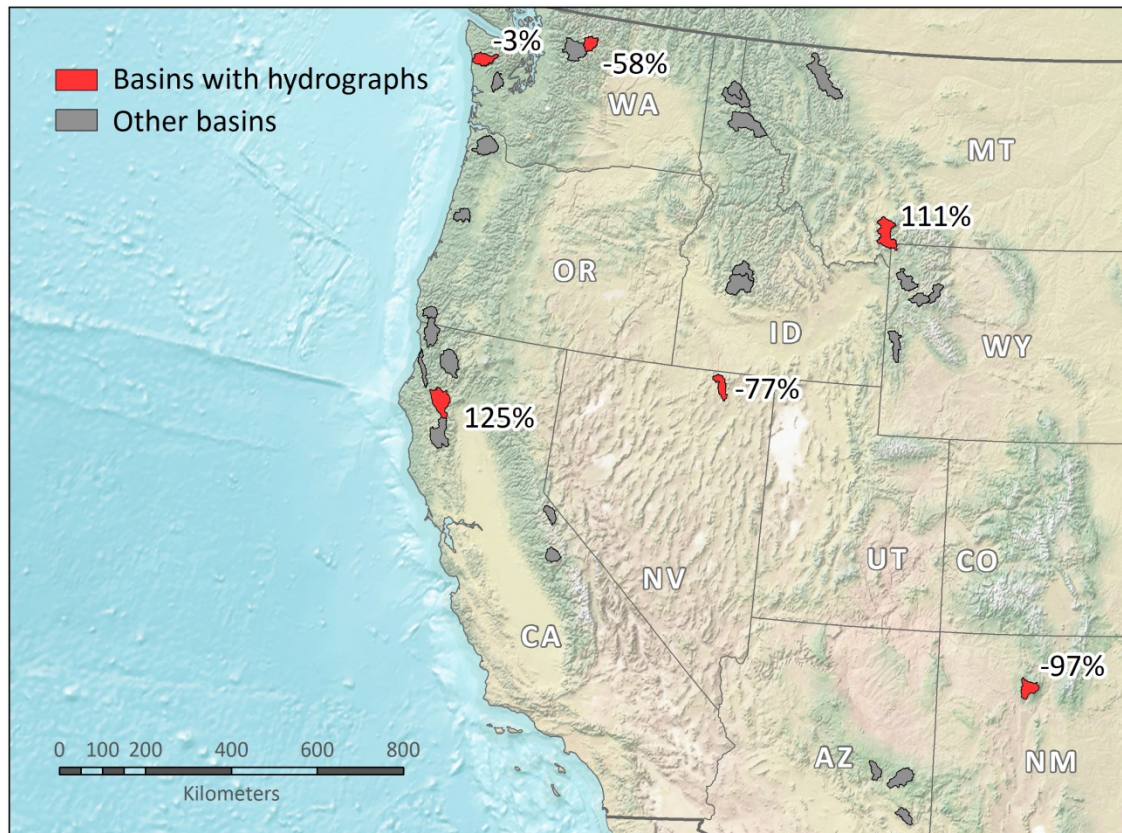 -3%
-58%
Basins with hydrographs
Other basins
WA
MT
111%
OR
ID
WY
-77%
125%
NV
UT
CO
CA
-97%
AZ
NM
0 100 200 400 600 800
Kilometers